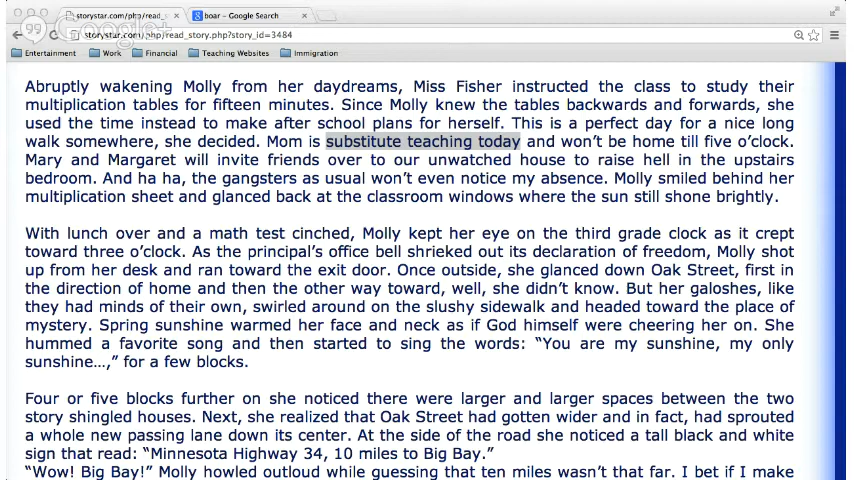 storystar.com/php/read_s
boar - Google Search
Google+
storystar.com/php/read_story.php?story_id=3484
Entertainment Work Financial Teaching Websites Immigration
Abruptly wakening Molly from her daydreams, Miss Fisher instructed the class to study their
multiplication tables for fifteen minutes. Since Molly knew the tables backwards and forwards, she
used the time instead to make after school plans for herself. This is a perfect day for a nice long
walk somewhere, she decided. Mom is substitute teaching today and won’t be home till five o’clock.
Mary and Margaret will invite friends over to our unwatched house to raise hell in the upstairs
bedroom. And ha ha, the gangsters as usual won’t even notice my absence. Molly smiled behind her
multiplication sheet and glanced back at the classroom windows where the sun still shone brightly.
With lunch over and a math test cinched, Molly kept her eye on the third grade clock as it crept
toward three o’clock. As the principal’s office bell shrieked out its declaration of freedom, Molly shot
up from her desk and ran toward the exit door. Once outside, she glanced down Oak Street, first in
the direction of home and then the other way toward, well, she didn’t know. But her galoshes, like
they had minds of their own, swirled around on the slushy sidewalk and headed toward the place of
mystery. Spring sunshine warmed her face and neck as if God himself were cheering her on. She
hummed a favorite song and then started to sing the words: “You are my sunshine, my only
sunshine…,” for a few blocks.
Four or five blocks further on she noticed there were larger and larger spaces between the two
story shingled houses. Next, she realized that Oak Street had gotten wider and in fact, had sprouted
a whole new passing lane down its center. At the side of the road she noticed a tall black and white
sign that read: “Minnesota Highway 34, 10 miles to Big Bay.”
“Wow! Big Bay!” Molly howled outloud while guessing that ten miles wasn’t that far. I bet if I make